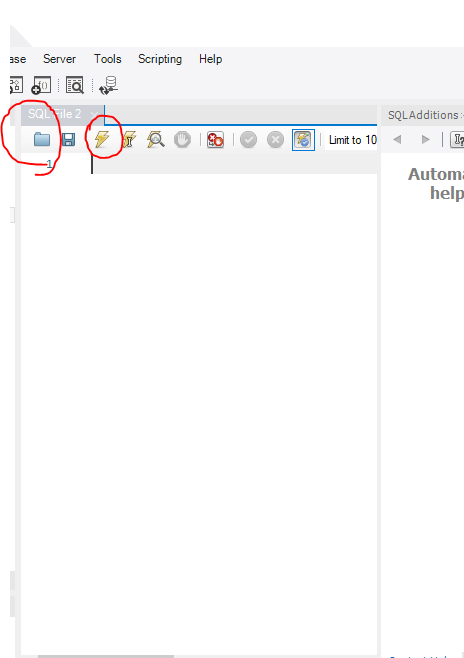 ase Server Tools Scripting Help
SQL File 2
SQLAdditions
Limit to 10
1
Automa
help